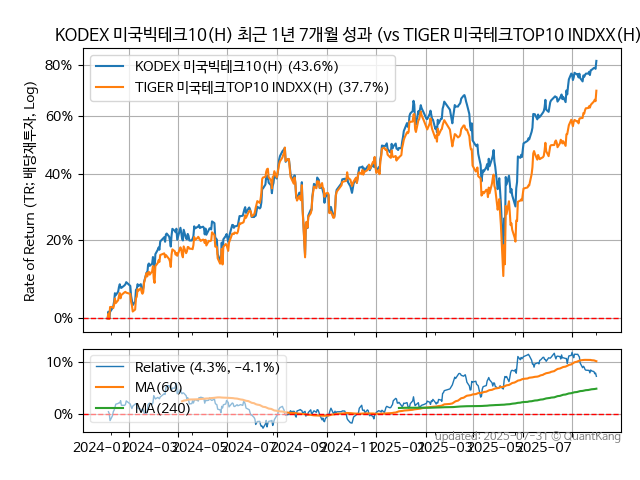 KODEX 미국빅테크10(H) 최근 1년 7개월 성과 (vs TIGER 미국테크TOP10 INDXX(H)
Rate of Return (TR: 배당재투자, Log)
80%
60%
40%
20%
0%
KODEX 미국빅테크10(H) (43.6%)
TIGER 미국테크TOP10 INDXX(H) (37.7%)
10%
0%
Relative (4.3%, −4.1%)
MA(60)
MA(240)
2024-01
2024-03
2024-05
2024-07
2024-09
2024-11
2025-01
2025-03
2025-05
2025-07
updated: 2025-07-31 © QuantKang